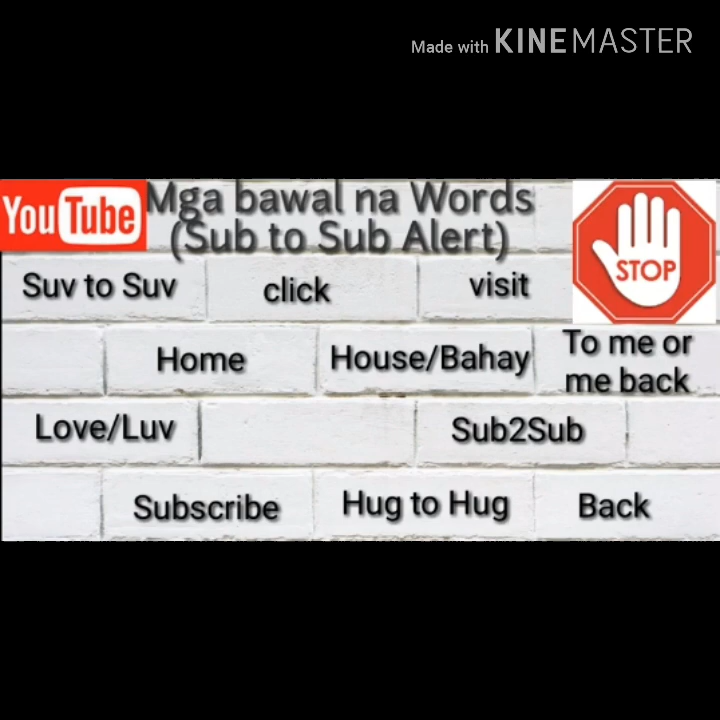 Made with KINEMASTER
YouTube
Mga bawal na Words
(Sub to Sub Alert)
STOP
Suv to Suv
click
visit
Home
House/Bahay
To me or
me back
Love/Luv
Sub2Sub
Subscribe
Hug to Hug
Back